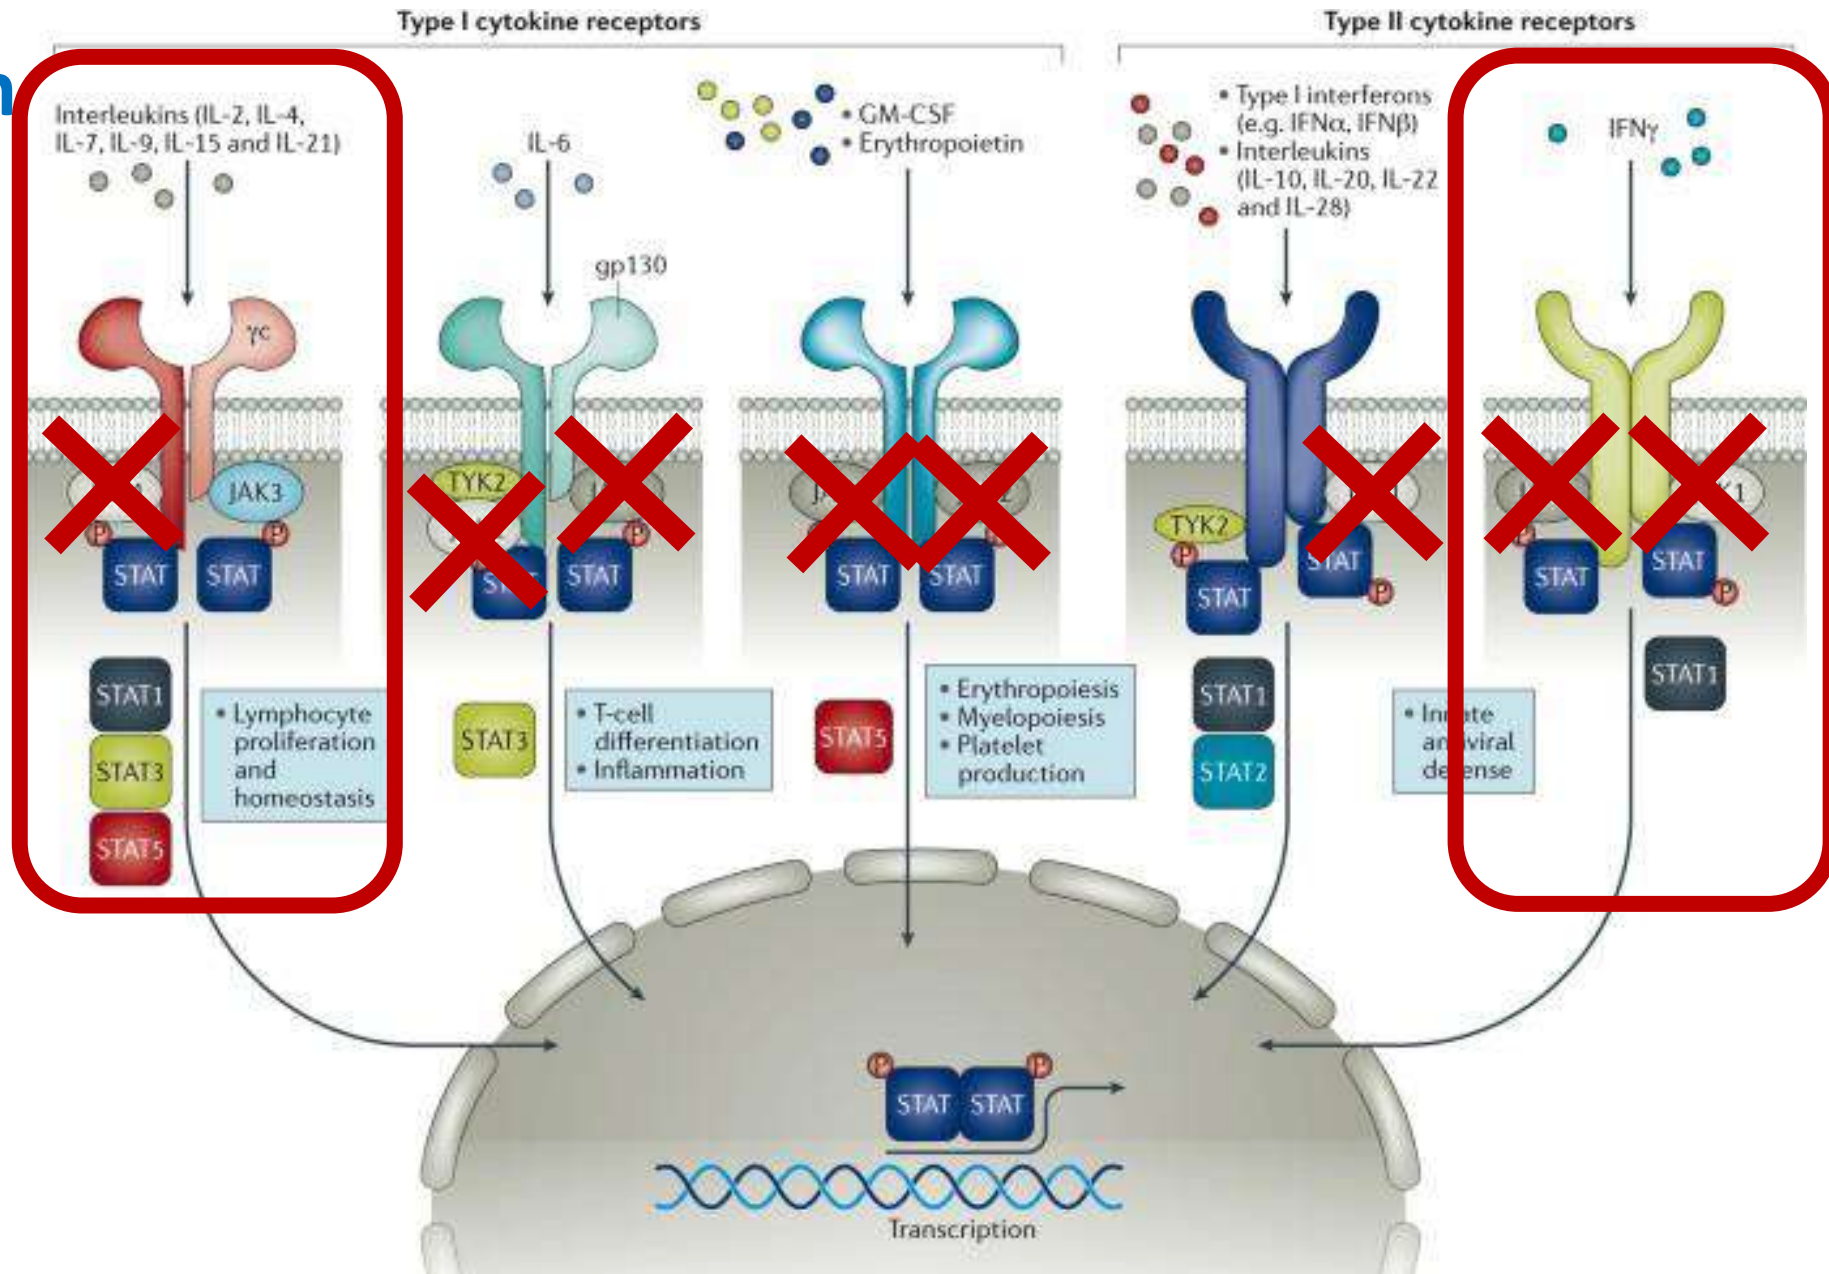 Type I cytokine receptors
Type II cytokine receptors
Interleukins (IL-2, IL-4,
IL-7, IL-9, IL-15 and IL-21)
IL-6
• GM-CSF
• Erythropoietin
• Type I interferons
(e.g. IFNα, IFNβ)
• Interleukins
(IL-10, IL-20, IL-22
and IL-28)
IFNγ
gp130
γc
JAK3
TYK2
TYK2
P
P
P
P
P
P
P
STAT
STAT
STAT
STAT
STAT
STAT
STAT
STAT
STAT
STAT
STAT1
STAT3
STAT5
• Lymphocyte
proliferation
and
homeostasis
STAT3
• T-cell
differentiation
• Inflammation
STAT5
• Erythropoiesis
• Myelopoiesis
• Platelet
production
STAT1
STAT2
• Innate
antiviral
defense
STAT1
P
P
STAT STAT
Transcription